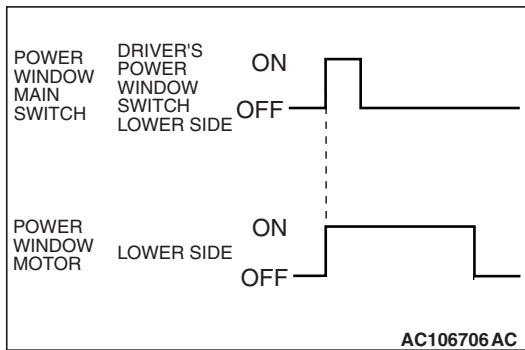 POWER
WINDOW
MAIN
SWITCH
DRIVER'S
POWER
WINDOW
SWITCH
LOWER SIDE
ON
OFF
POWER
WINDOW
MOTOR
LOWER SIDE
ON
OFF
AC106706 AC